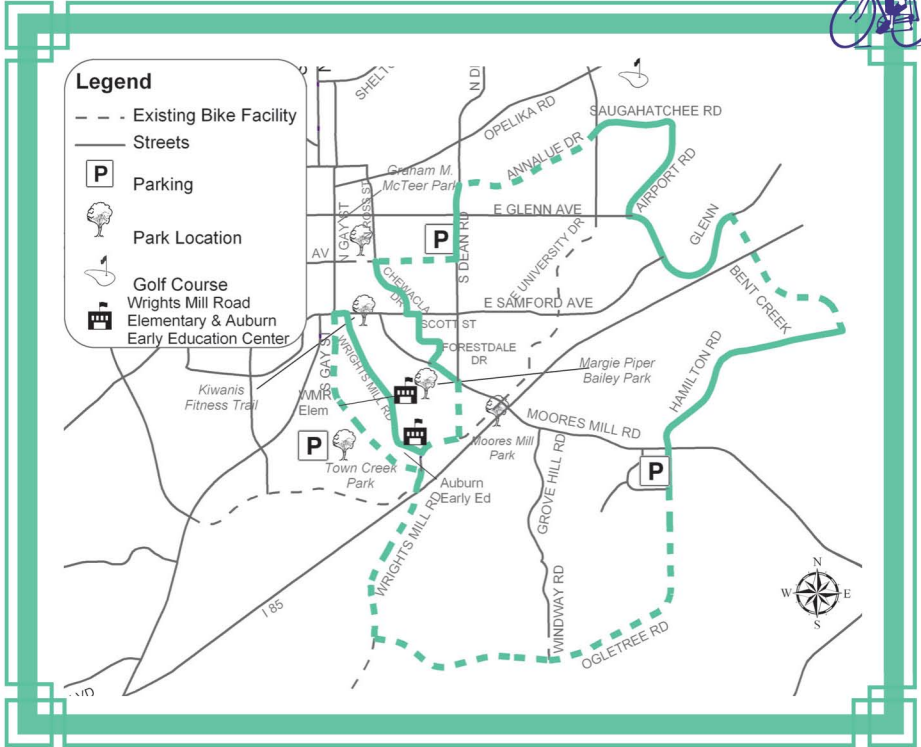 Legend
Existing Bike Facility
Streets
P
Parking
Park Location
Golf Course
Wrights Mill Road
Elementary & Auburn
Early Education Center
N
OPELIKA RD
SAUGAHATCHEE RD
ANNALUE DR
Graham M.
McTeer Park
AIRPORT RD
N GAY ST
ROSS ST
E GLENN AVE
GLENN
AV
P
S DEAN RD
E UNIVERSITY DR
BENT CREEK
CHEWACLA
DR
E SAMFORD AVE
SCOTT ST
FORESTDALE
DR
HAMILTON RD
S GAY ST
WRIGHTS MILL RD
Margie Piper
Bailey Park
Kiwanis
Fitness Trail
WMR
Elem
MOORES MILL RD
Moores Mill
Park
P
Town Creek
Park
P
Auburn
Early Ed
GROVE HILL RD
WRIGHTS MILL RD
WINDWAY RD
OGLETREE RD
I 85
N
W
E
S